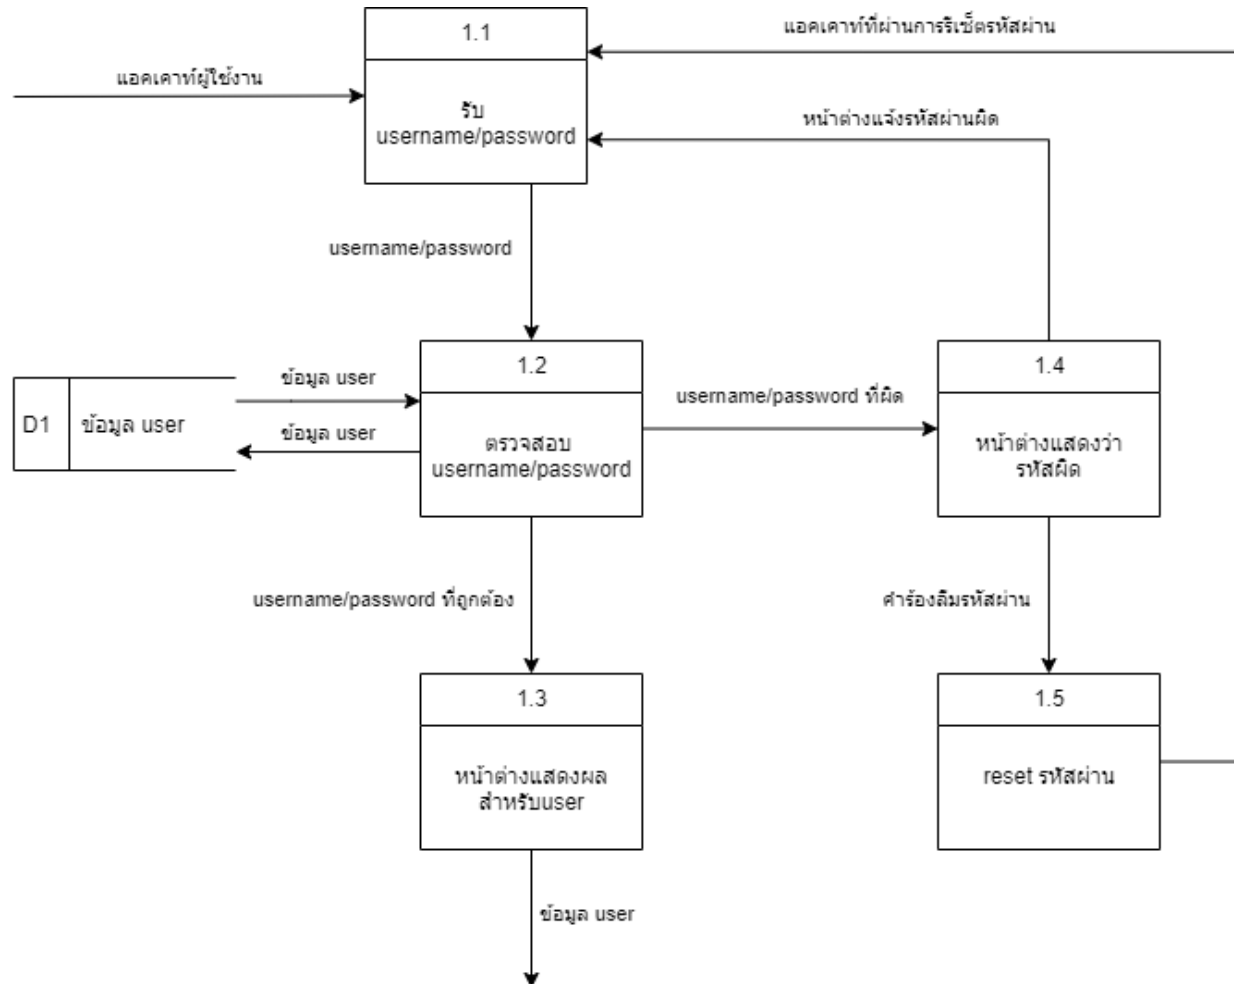 1.1
แอคเคาท์ที่ผ่านการรีเซ็ตรหัสผ่าน
แอคเคาท์ผู้ใช้งาน
รับ
username/password
หน้าต่างแจ้งรหัสผ่านผิด
username/password
1.2
1.4
ข้อมูล user
username/password ที่ผิด
D1
ข้อมูล user
ข้อมูล user
ตรวจสอบ
username/password
หน้าต่างแสดงว่า
รหัสผิด
username/password ที่ถูกต้อง
คำร้องลืมรหัสผ่าน
1.3
1.5
หน้าต่างแสดงผล
สำหรับuser
reset รหัสผ่าน
ข้อมูล user